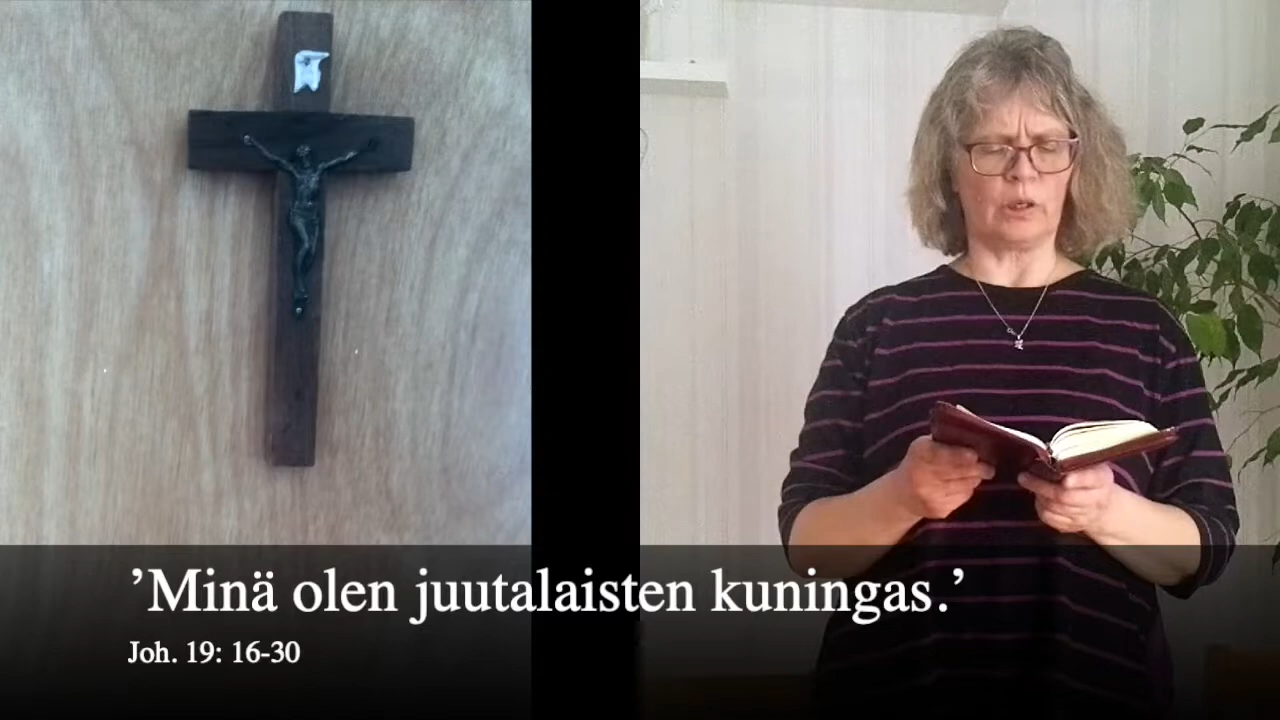 ’Minä olen juutalaisten kuningas.’
Joh. 19: 16-30